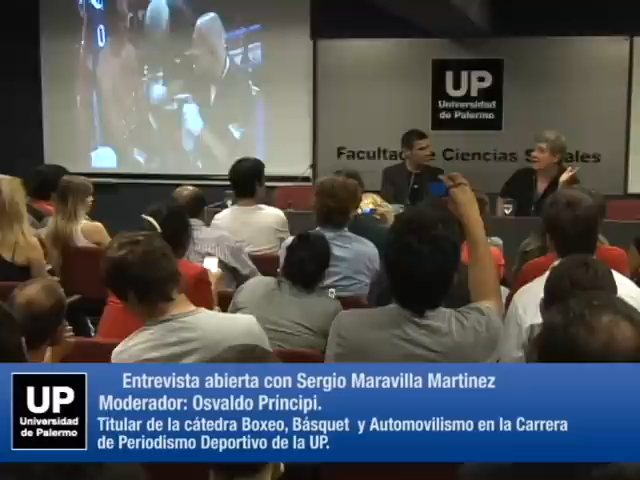 UP
Universidad
de Palermo
Facultad de Ciencias Sociales
UP
Universidad
de Palermo
Entrevista abierta con Sergio Maravilla Martinez
Moderador: Osvaldo Principi.
Titular de la cátedra Boxeo, Básquet y Automovilismo en la Carrera
de Periodismo Deportivo de la UP.